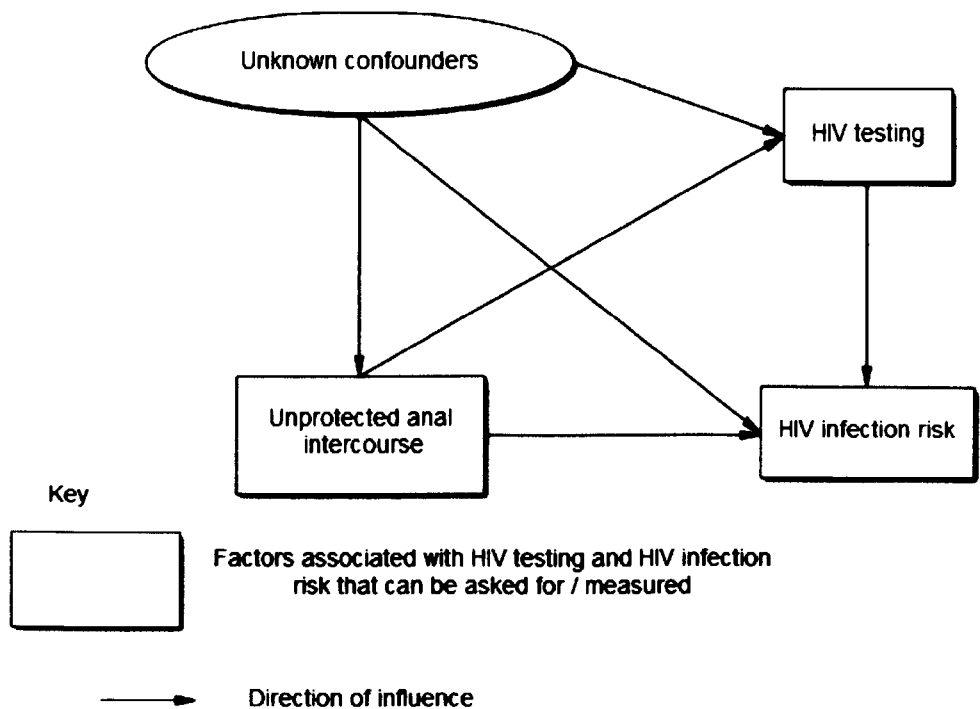 Unknown confounders
HIV testing
Unprotected anal
intercourse
HIV infection risk
Key
Factors associated with HIV testing and HIV infection
risk that can be asked for / measured
Direction of influence